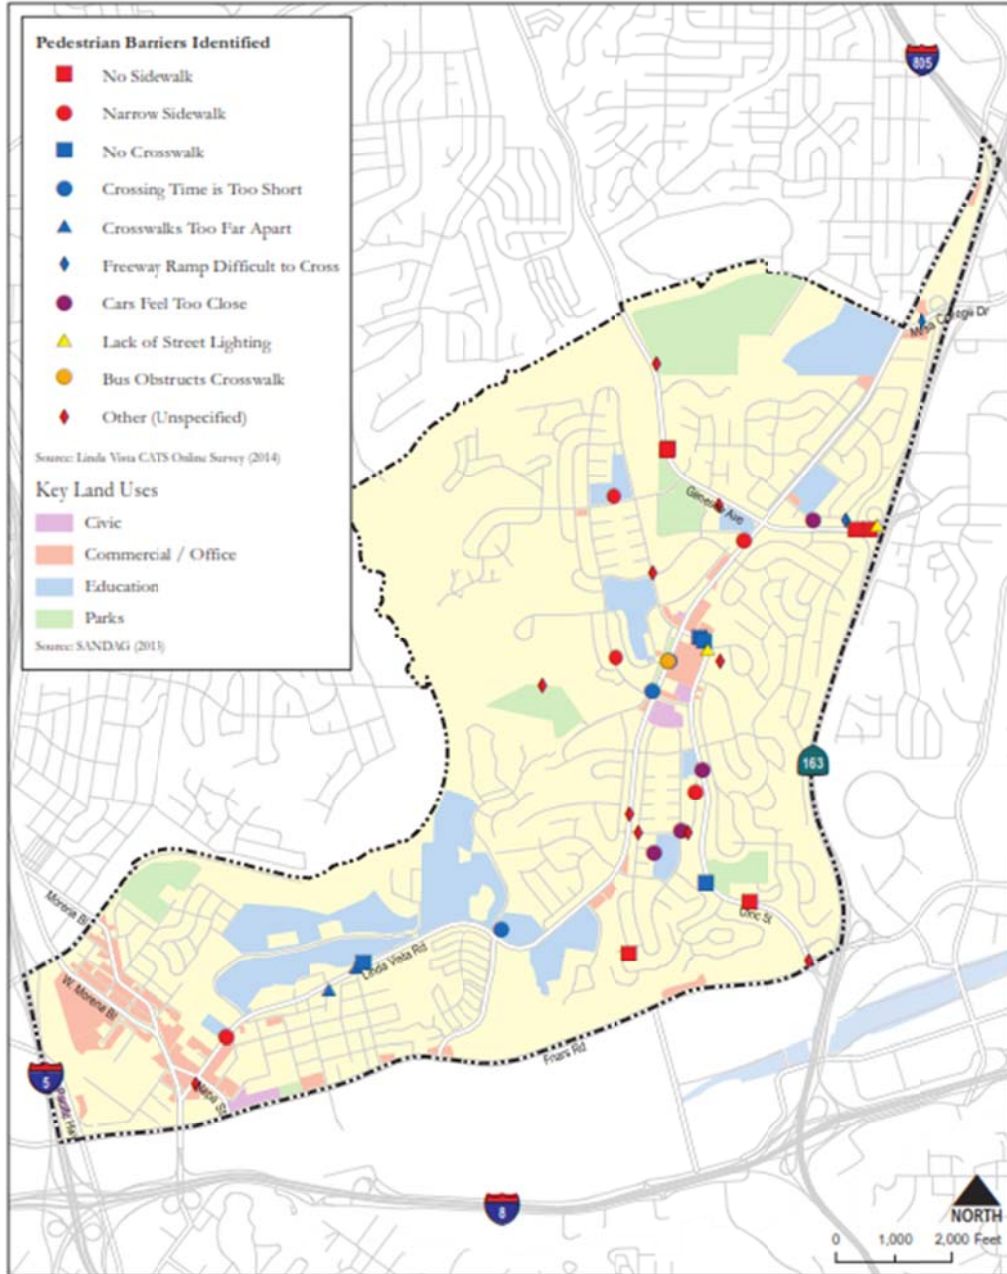 Pedestrian Barriers Identified
No Sidewalk
Narrow Sidewalk
No Crosswalk
Crossing Time is Too Short
Crosswalks Too Far Apart
Freeway Ramp Difficult to Cross
Cars Feel Too Close
Lack of Street Lighting
Bus Obstructs Crosswalk
Other (Unspecified)
Source: Linda Vista CATS Online Survey (2014)
Key Land Uses
Civic
Commercial / Office
Education
Parks
Source: SANDAG (2013)
805
Mesa College Dr
Genesee Ave
163
Ulric St
Morena Bl
W. Morena Bl
Linda Vista Rd
Napa St
Friars Rd
5
Pacific Hwy
8
NORTH
0 1,000 2,000 Feet